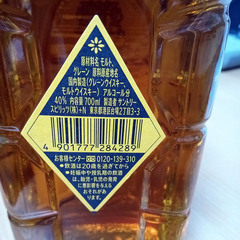 原材料名 モルト、
グレーン 原料原産地名
国内製造(グレーンウイスキー、
モルトウイスキー) アルコール分
40% 内容量 700ml 製造者 サントリー
スピリッツ(株)+N 東京都港区台場2丁目3-3
4 901777 284289
お客様センター 0120-139-310
●飲酒は20歳を過ぎてから
●妊娠中や授乳期の飲酒
は、胎児・乳児の発育
に悪影響を与える
おそれがあり
ます。